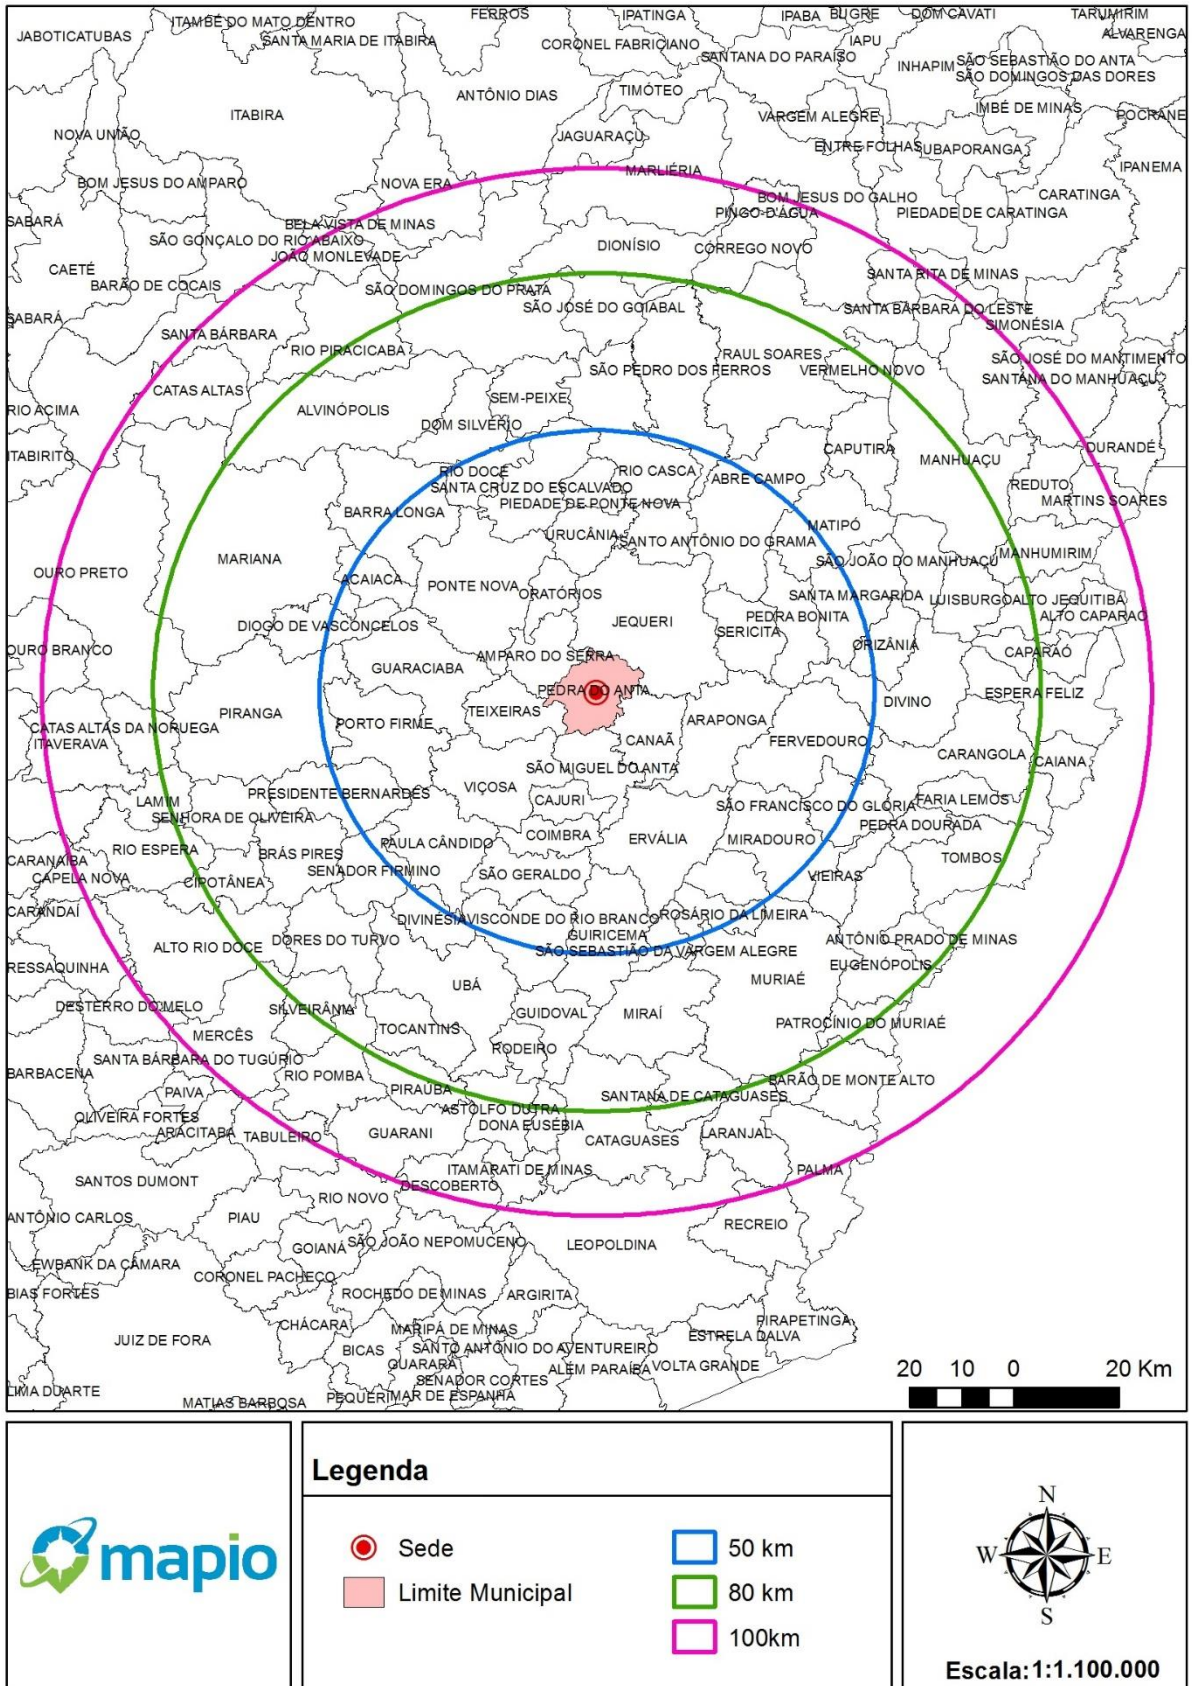 ITAMBÉ DO MATO DENTRO
FERROS
IPATINGA
IPABA
BUGRE
DOM CAVATI
TARUMIRIM
JABOTICATUBAS
SANTA MARIA DE ITABIRA
CORONEL FABRICIANO
SANTANA DO PARAÍSO
IAPU
ALVARENGA
INHAPIM
SÃO SEBASTIÃO DO ANTA
SÃO DOMINGOS DAS DORES
ANTÔNIO DIAS
TIMÓTEO
ITABIRA
VARGEM ALEGRE
IMBÉ DE MINAS
POCRANE
NOVA UNIÃO
JAGUARAÇU
ENTRE FOLHAS
UBAPORANGA
IPANEMA
BOM JESUS DO AMPARO
NOVA ERA
MARLIÉRIA
BOM JESUS DO GALHO
CARATINGA
SABARÁ
BELA VISTA DE MINAS
PINGO-D'ÁGUA
PIEDADE DE CARATINGA
SÃO GONÇALO DO RIO ABAIXO
JOÃO MONLEVADE
DIONÍSIO
CÓRREGO NOVO
CAETÉ
BARÃO DE COCAIS
SÃO DOMINGOS DO PRATA
SANTA RITA DE MINAS
SABARÁ
SÃO JOSÉ DO GOIABAL
SANTA BÁRBARA DO LESTE
SIMONÉSIA
SANTA BÁRBARA
RIO PIRACICABA
RAUL SOARES
SÃO JOSÉ DO MANTIMENTO
SÃO PEDRO DOS FERROS
VERMELHO NOVO
SANTANA DO MANHUAÇU
CATAS ALTAS
SEM-PEIXE
RIO ACIMA
ALVINÓPOLIS
DOM SILVÉRIO
ITABIRITO
CAPUTIRA
MANHUAÇU
DURANDÉ
RIO DOCE
RIO CASCA
ABRE CAMPO
SANTA CRUZ DO ESCALVADO
REDUTO
MARTINS SOARES
PIEDADE DE PONTE NOVA
BARRA LONGA
MATIPÓ
URUCÂNIA
SANTO ANTÔNIO DO GRAMA
MANHUMIRIM
MARIANA
SÃO JOÃO DO MANHUAÇU
OURO PRETO
ACAIACA
PONTE NOVA
ORATÓRIOS
SANTA MARGARIDA
LUISBURGO
ALTO JEQUITIBÁ
ALTO CAPARAÓ
DIOGO DE VASCONCELOS
JEQUERI
PEDRA BONITA
SERICITA
OURO BRANCO
GUARACIABA
AMPARO DO SERRA
ORIZÂNIA
CAPARAÓ
PEDRA DO ANTA
ESPERA FELIZ
PIRANGA
TEIXEIRAS
PORTO FIRME
ARAPONGA
DIVINO
CATAS ALTAS DA NORUEGA
ITAVERAVA
CANAÃ
FERVEDOURO
CARANGOLA
CAIANA
SÃO MIGUEL DO ANTA
PRESIDENTE BERNARDES
VIÇOSA
LAMIM
CAJURI
SÃO FRANCISCO DO GLÓRIA
FARIA LEMOS
SENHORA DE OLIVEIRA
PEDRA DOURADA
COIMBRA
ERVÁLIA
MIRADOURO
PAULA CÂNDIDO
RIO ESPERA
BRÁS PIRES
TOMBOS
CARANAÍBA
SENADOR FIRMINO
SÃO GERALDO
VIEIRAS
CAPELA NOVA
CIPOTÂNEA
CARANDAÍ
DIVINÉSIA
VISCONDE DO RIO BRANCO
ROSÁRIO DA LIMEIRA
GUIRICEMA
ALTO RIO DOCE
DORES DO TURVO
SÃO SEBASTIÃO DA VARGEM ALEGRE
ANTÔNIO PRADO DE MINAS
RESSAQUINHA
EUGENÓPOLIS
UBÁ
MURIAÉ
DESTERRO DO MELO
SILVEIRÂNIA
GUIDOVAL
MIRAÍ
PATROCÍNIO DO MURIAÉ
MERCÊS
TOCANTINS
RODEIRO
SANTA BÁRBARA DO TUGÚRIO
BARBACENA
RIO POMBA
BARÃO DE MONTE ALTO
PAIVA
PIRAÚBA
SANTANA DE CATAGUASES
OLIVEIRA FORTES
ASTOLFO DUTRA
DONA EUSÉBIA
ARACITABA
TABULEIRO
GUARANI
CATAGUASES
LARANJAL
ITAMARATI DE MINAS
PALMA
SANTOS DUMONT
DESCOBERTO
RIO NOVO
ANTÔNIO CARLOS
PIAU
RECREIO
GOIANÁ
SÃO JOÃO NEPOMUCENO
LEOPOLDINA
EWBANK DA CÂMARA
CORONEL PACHECO
BIAS FORTES
ROCHEDO DE MINAS
ARGIRITA
CHÁCARA
MARIPÁ DE MINAS
PIRAPETINGA
JUIZ DE FORA
BICAS
SANTO ANTÔNIO DO AVENTUREIRO
ESTRELA DALVA
GUARARÁ
ALÉM PARAÍBA
VOLTA GRANDE
SENADOR CORTES
LIMA DUARTE
MATIAS BARBOSA
PEQUERI
MAR DE ESPANHA
20 10 0 20 Km
mapio
Legenda
Sede
Limite Municipal
50 km
80 km
100km
N
W E
S
Escala:1:1.100.000